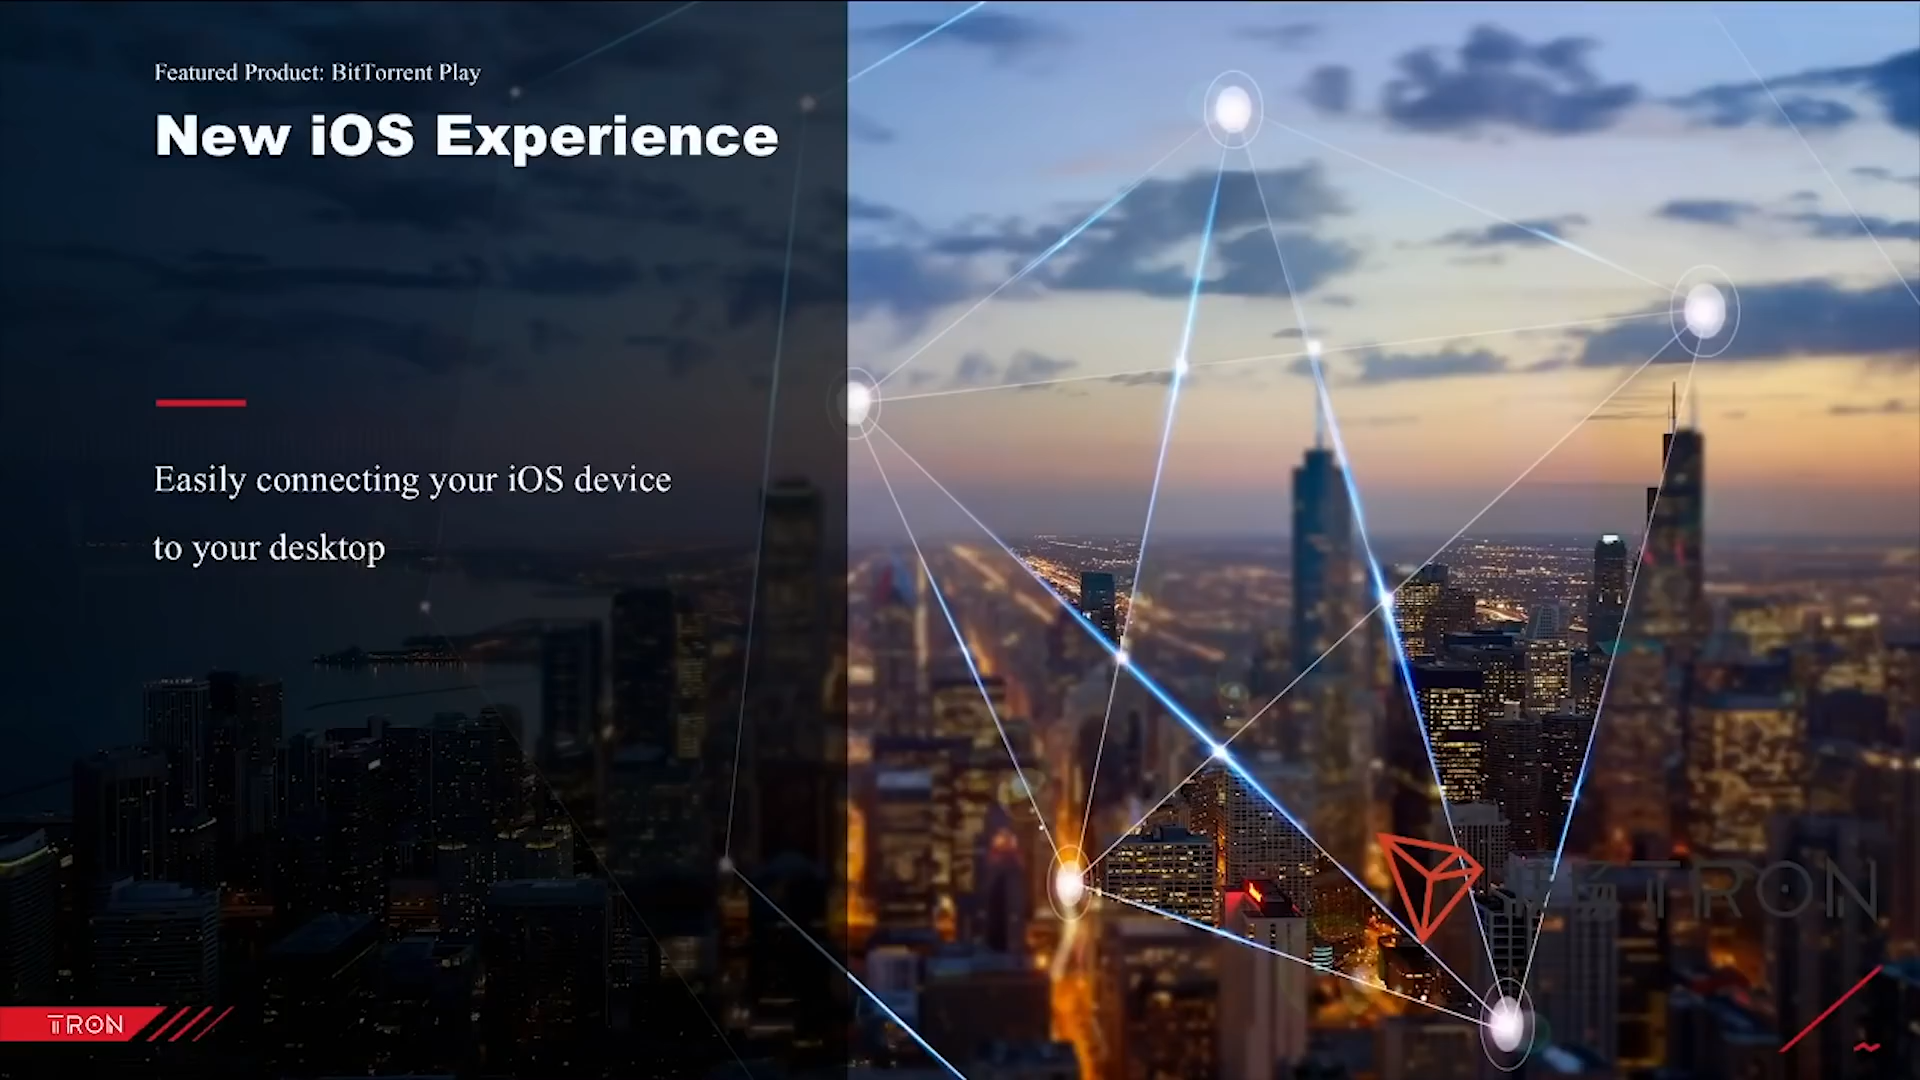 Featured Product: BitTorrent Play
New iOS Experience
Easily connecting your iOS device
to your desktop
TRON
TRON